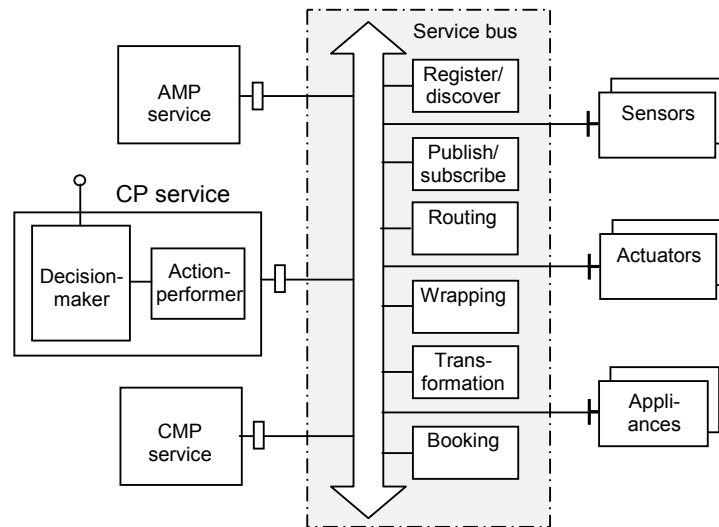 Service bus
AMP
service
Register/
discover
Sensors
Publish/
subscribe
CP service
Routing
Decision-
maker
Action-
performer
Actuators
Wrapping
Trans-
formation
CMP
service
Appli-
ances
Booking